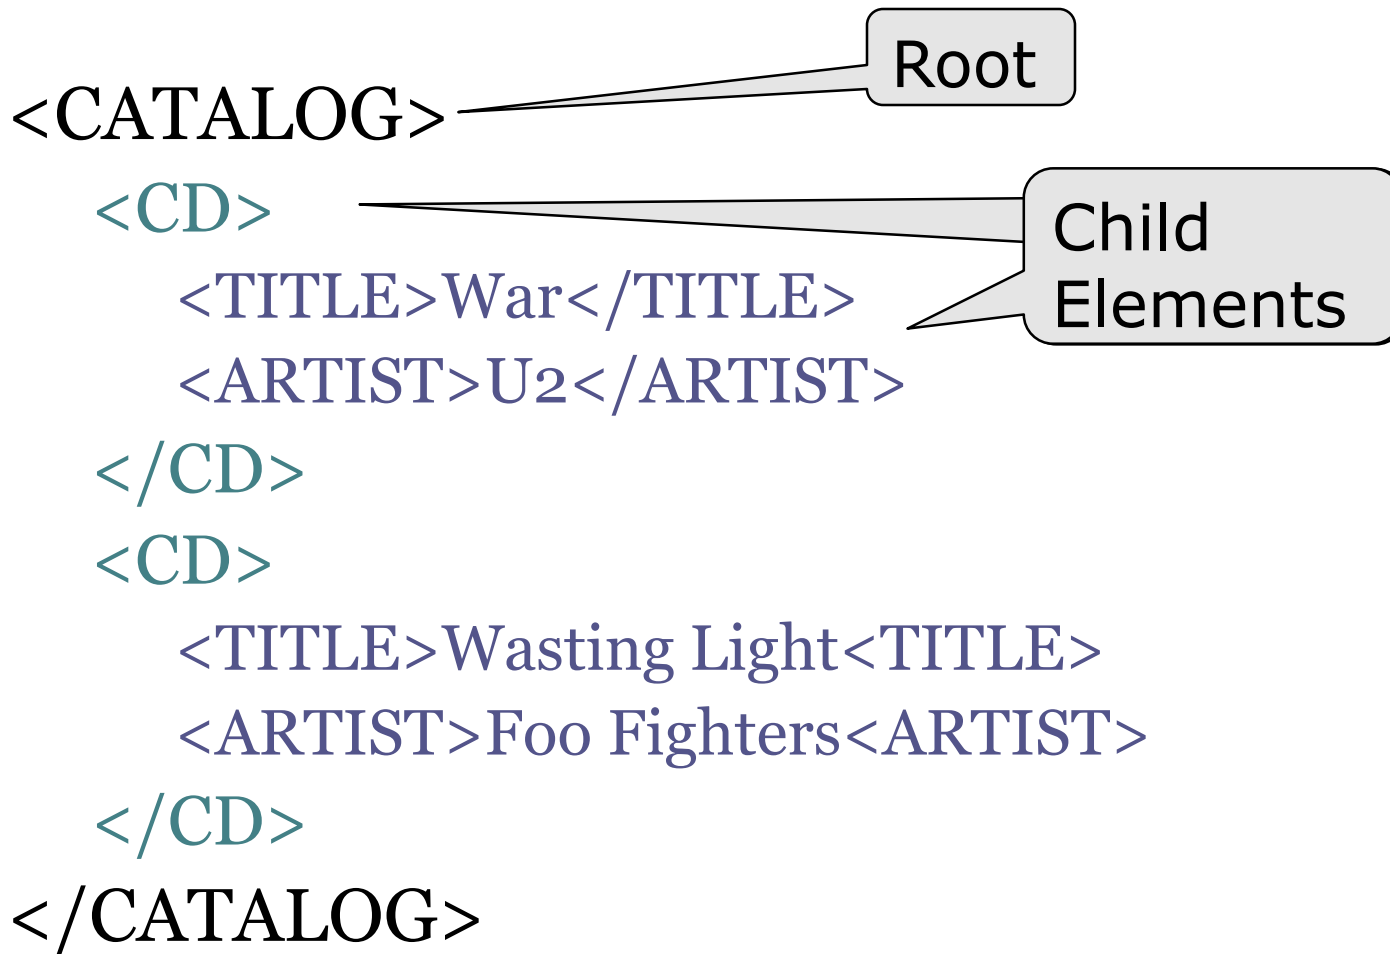 Root
<CATALOG>
<CD>
Child
Elements
<TITLE>War</TITLE>
<ARTIST>U2</ARTIST>
</CD>
<CD>
<TITLE>Wasting Light<TITLE>
<ARTIST>Foo Fighters<ARTIST>
</CD>
</CATALOG>